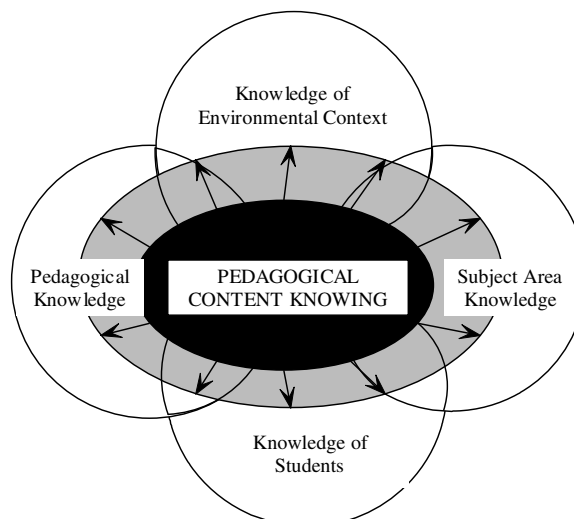 Knowledge of
Environmental Context
Pedagogical
Knowledge
PEDAGOGICAL
CONTENT KNOWING
Subject Area
Knowledge
Knowledge of
Students